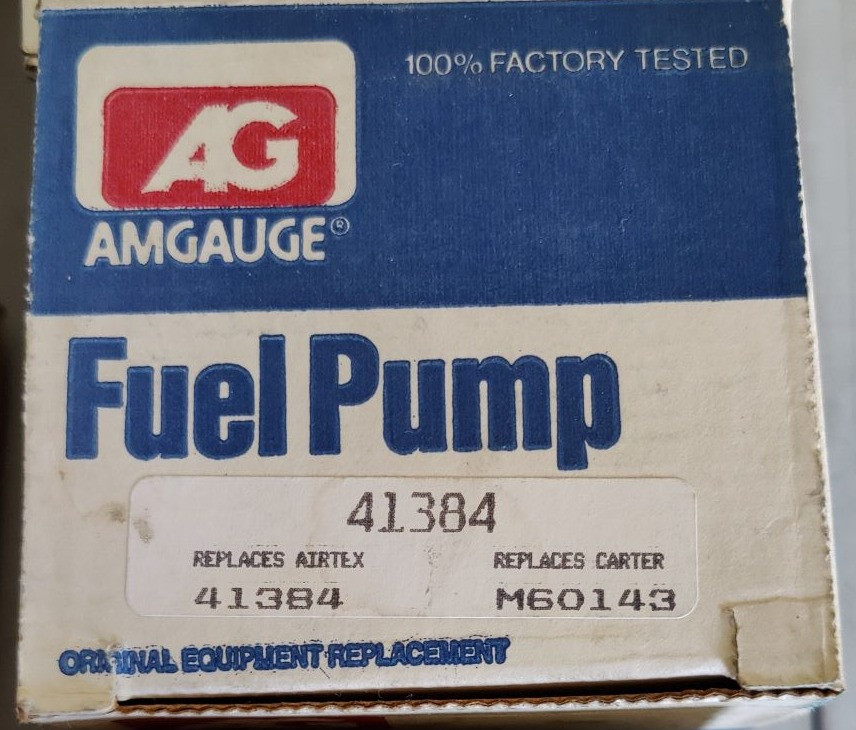 100% FACTORY TESTED
AG
AMGAUGE®
Fuel Pump
41384
REPLACES AIRTEX REPLACES CARTER
41384 M60143
ORIGINAL EQUIPMENT REPLACEMENT